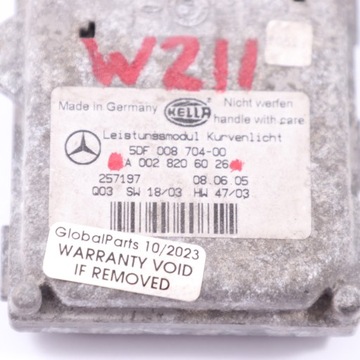 W211
Made in Germany
HELLA
Nicht werfen
handle with care
Leistungsmodul Kurvenlicht
5DF 008 704-00
A 002 820 60 26
257197 08.06.05
Q03 SW 18/03 HW 47/03
GlobalParts 10/2023
WARRANTY VOID
IF REMOVED